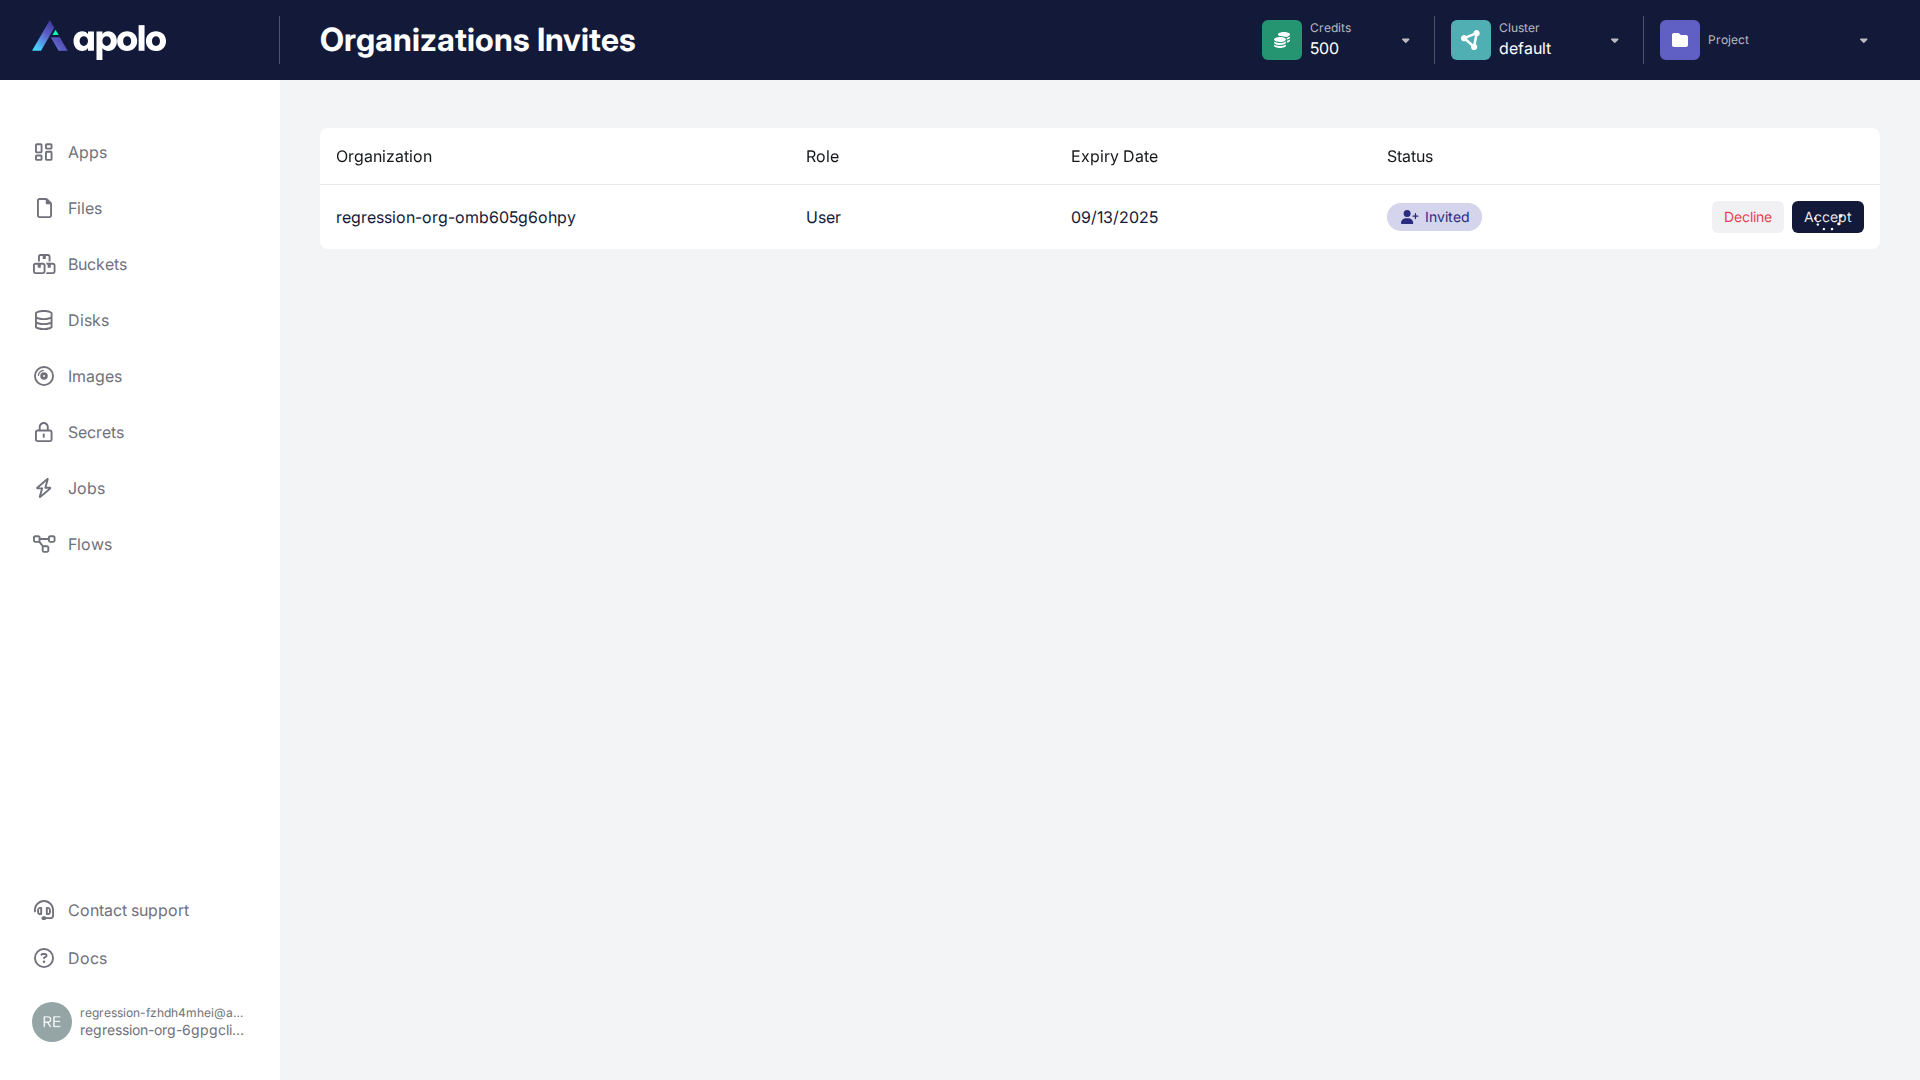 apolo
Organizations Invites
Credits
500
Cluster
default
Project
Apps
Files
Buckets
Disks
Images
Secrets
Jobs
Flows
Organization Role Expiry Date Status
regression-org-omb605g6ohpy User 09/13/2025 Invited Decline Accept
Contact support
Docs
RE
regression-fzhdh4mhei@a...
regression-org-6gpgcli...